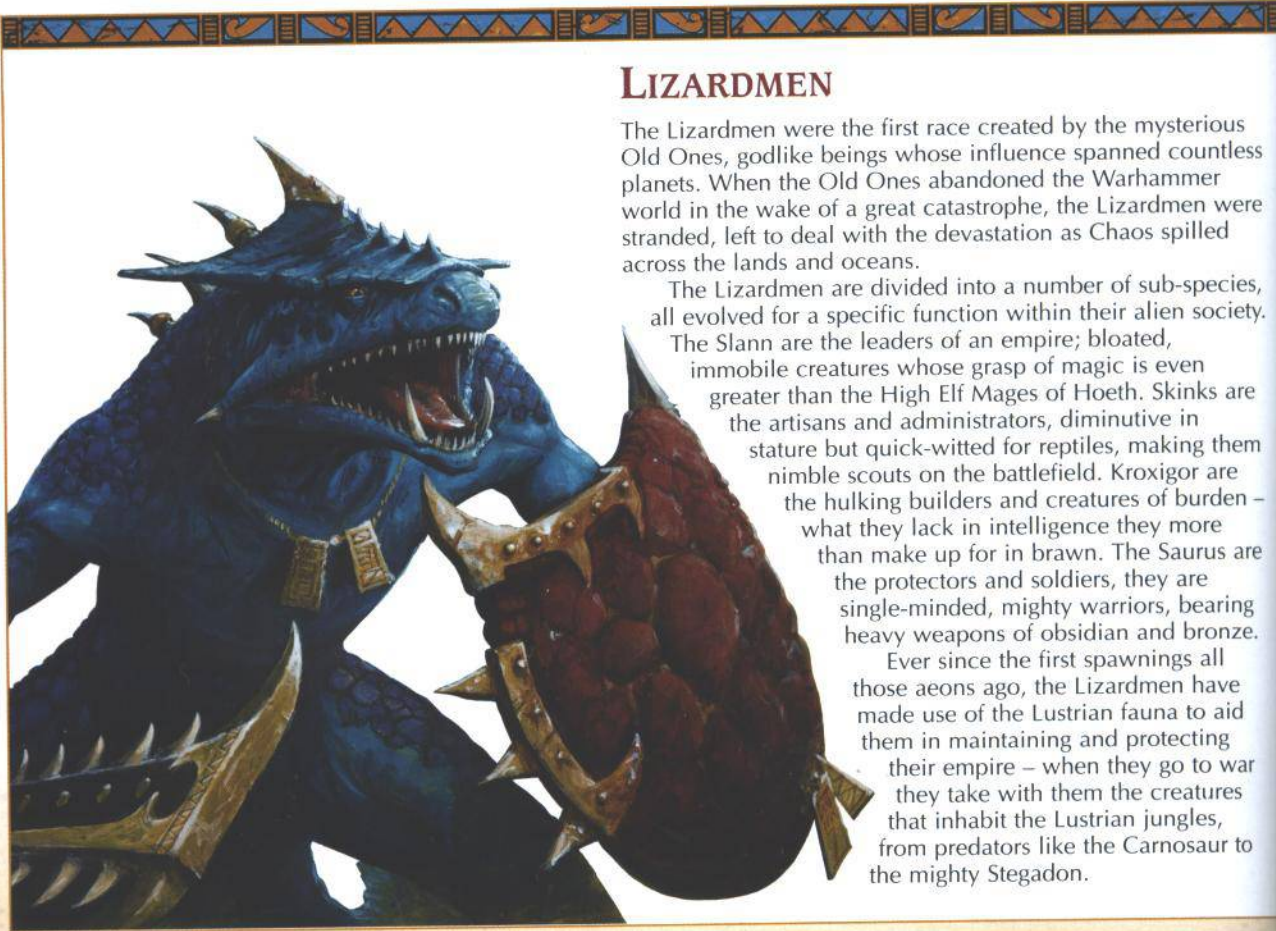 LIZARDMEN
The Lizardmen were the first race created by the mysterious
Old Ones, godlike beings whose influence spanned countless
planets. When the Old Ones abandoned the Warhammer
world in the wake of a great catastrophe, the Lizardmen were
stranded, left to deal with the devastation as Chaos spilled
across the lands and oceans.
The Lizardmen are divided into a number of sub-species,
all evolved for a specific function within their alien society.
The Slann are the leaders of an empire; bloated,
immobile creatures whose grasp of magic is even
greater than the High Elf Mages of Hoeth. Skinks are
the artisans and administrators, diminutive in
stature but quick-witted for reptiles, making them
nimble scouts on the battlefield. Kroxigor are
the hulking builders and creatures of burden –
what they lack in intelligence they more
than make up for in brawn. The Saurus are
the protectors and soldiers, they are
single-minded, mighty warriors, bearing
heavy weapons of obsidian and bronze.
Ever since the first spawnings all
those aeons ago, the Lizardmen have
made use of the Lustrian fauna to aid
them in maintaining and protecting
their empire – when they go to war
they take with them the creatures
that inhabit the Lustrian jungles,
from predators like the Carnosaur to
the mighty Stegadon.